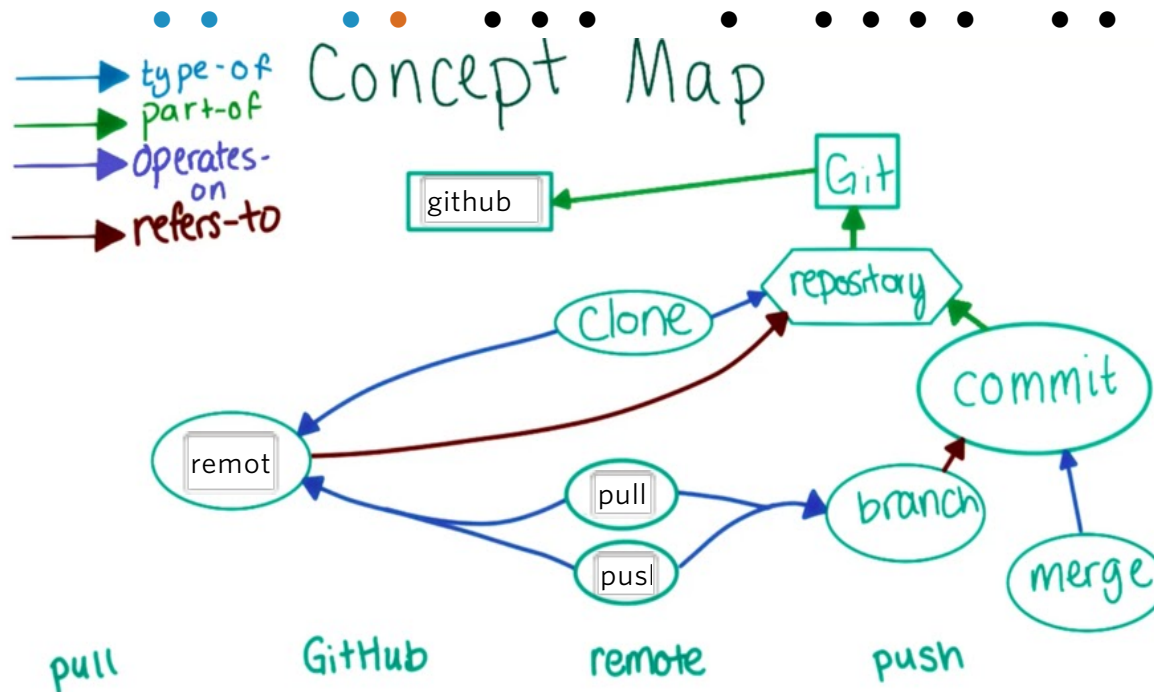 type-of
Concept Map
part-of
operates-
on
refers-to
github
Git
repository
clone
commit
remot
pull
branch
pus
merge
pull
GitHub
remote
push